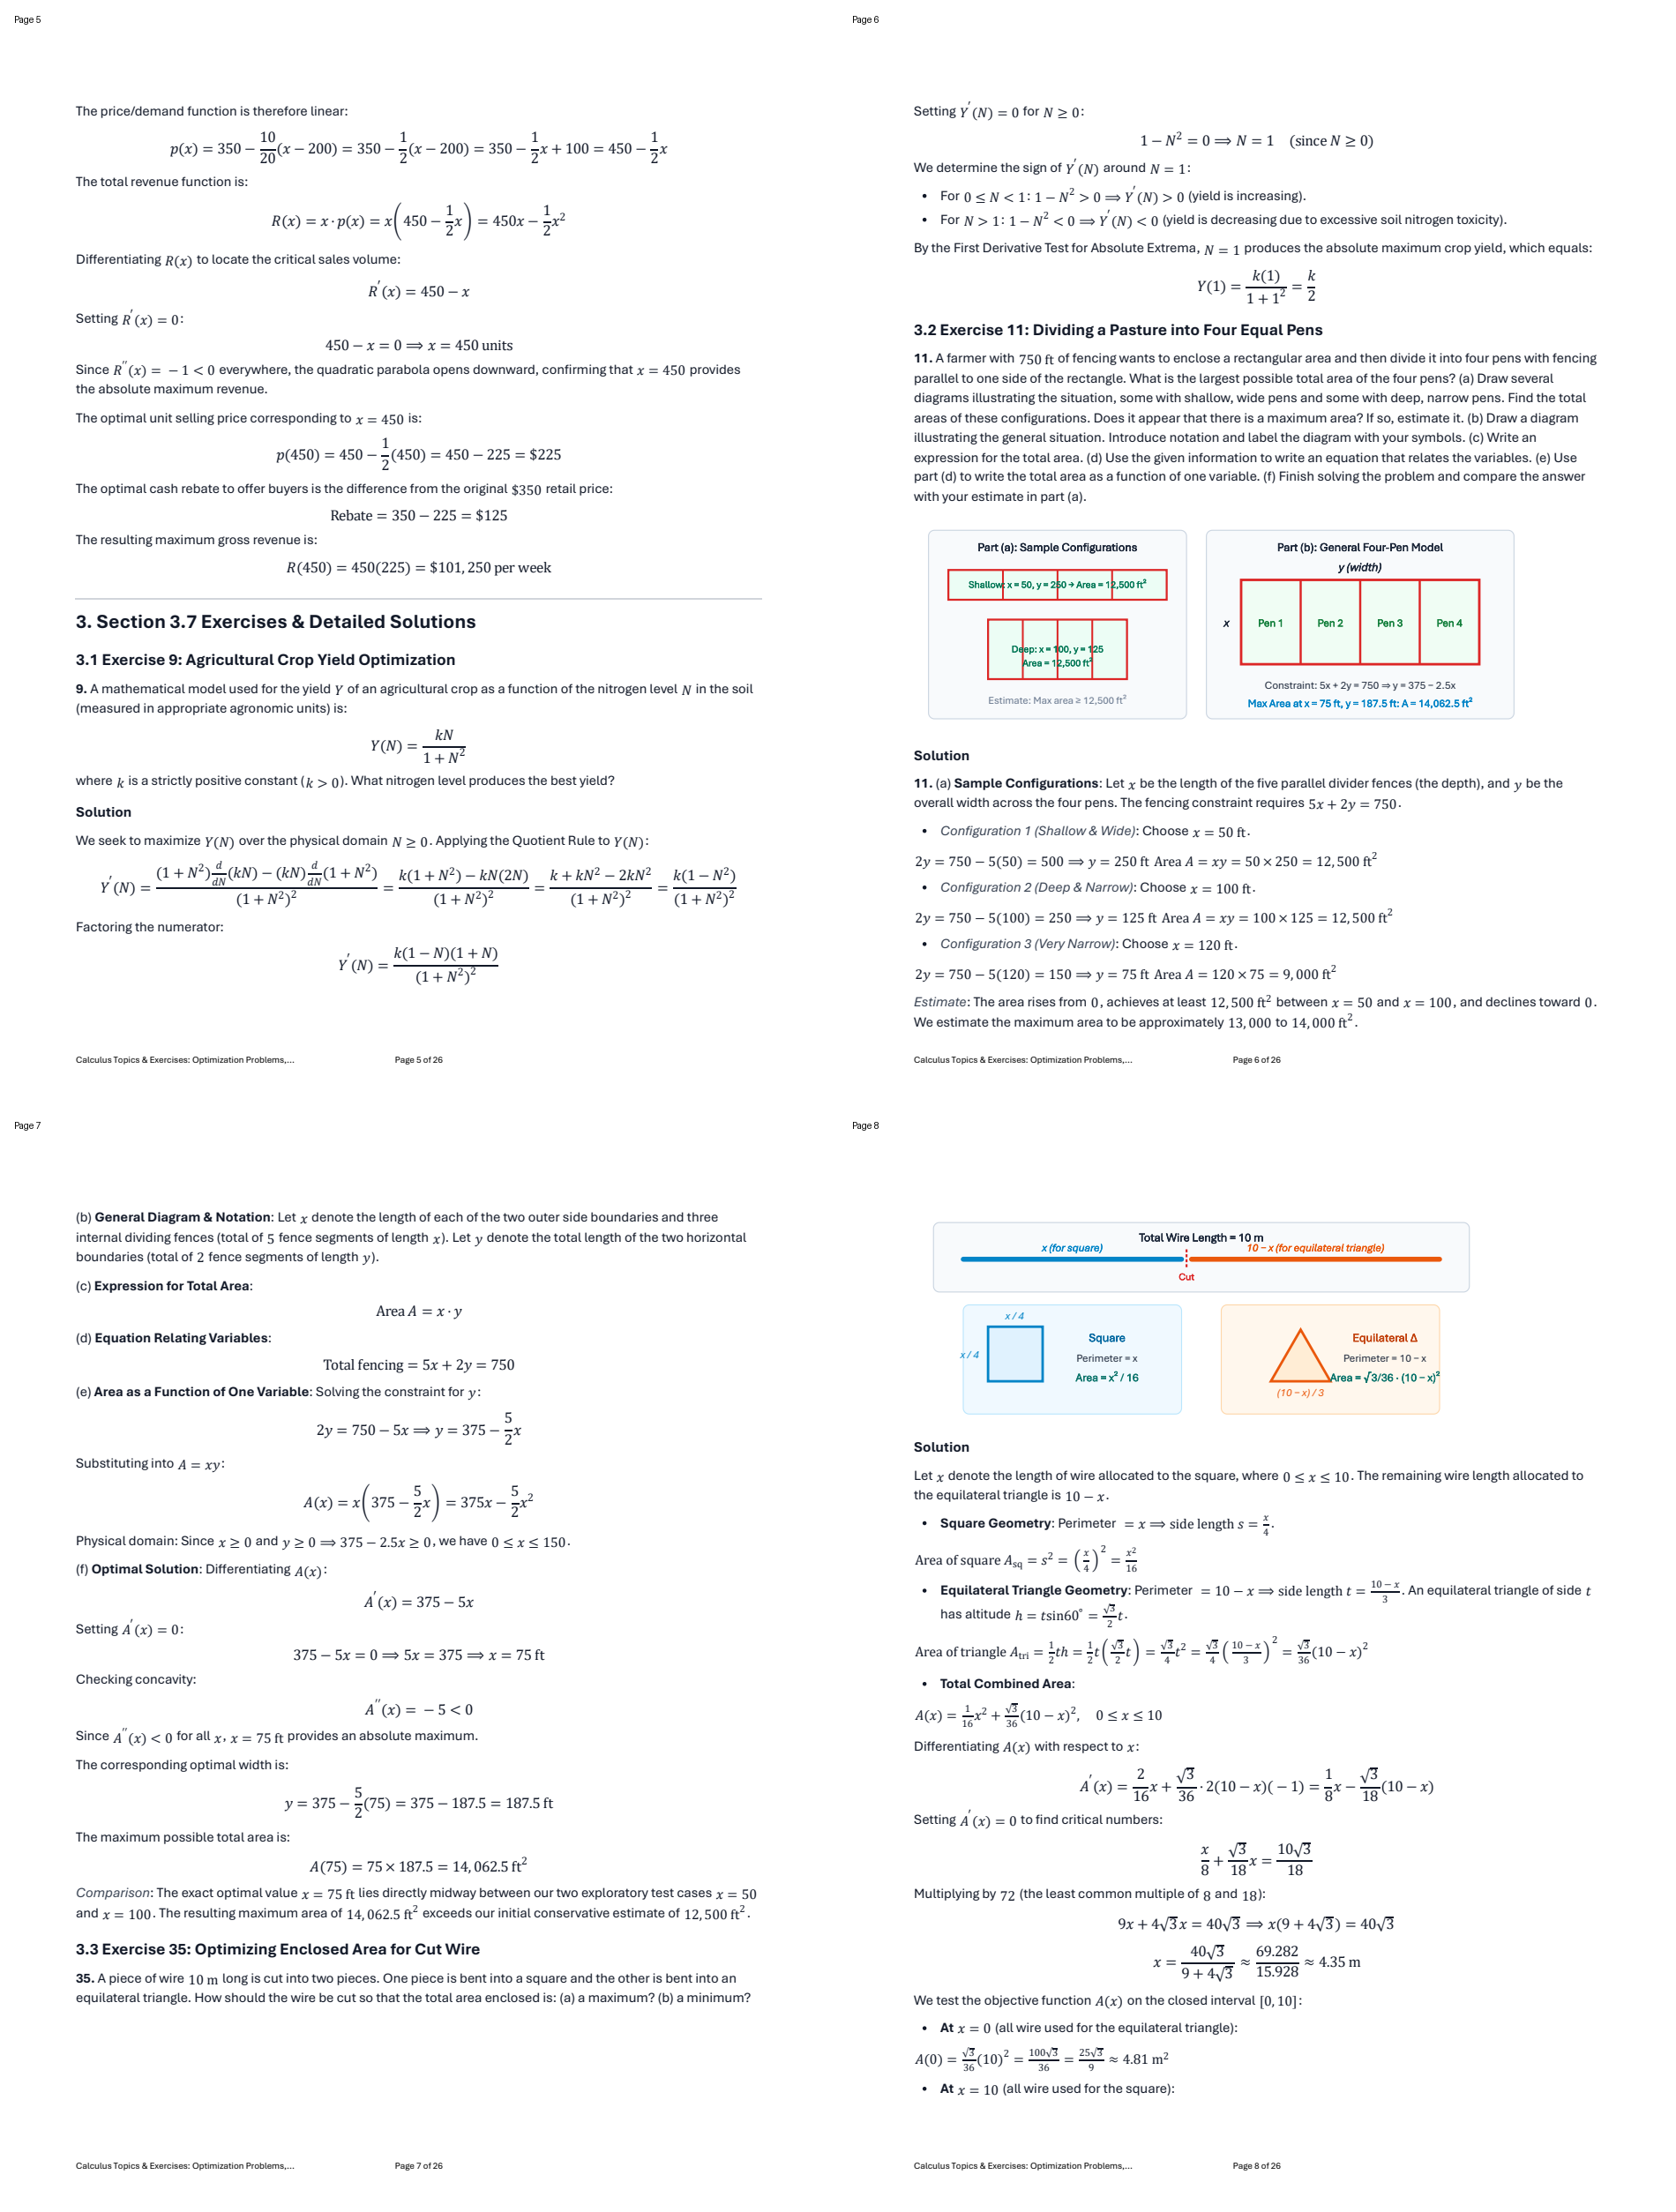 Page 5
The price/demand function is therefore linear:
p(x) = 350 − 10/20(x − 200) = 350 − 1/2(x − 200) = 350 − 1/2x + 100 = 450 − 1/2x
The total revenue function is:
R(x) = x · p(x) = x(450 − 1/2x) = 450x − 1/2x²
Differentiating R(x) to locate the critical sales volume:
R′(x) = 450 − x
Setting R′(x) = 0:
450 − x = 0 ⟹ x = 450 units
Since R″(x) = − 1 < 0 everywhere, the quadratic parabola opens downward, confirming that x = 450 provides
the absolute maximum revenue.
The optimal unit selling price corresponding to x = 450 is:
p(450) = 450 − 1/2(450) = 450 − 225 = $225
The optimal cash rebate to offer buyers is the difference from the original $350 retail price:
Rebate = 350 − 225 = $125
The resulting maximum gross revenue is:
R(450) = 450(225) = $101, 250 per week
3. Section 3.7 Exercises & Detailed Solutions
3.1 Exercise 9: Agricultural Crop Yield Optimization
9. A mathematical model used for the yield Y of an agricultural crop as a function of the nitrogen level N in the soil
(measured in appropriate agronomic units) is:
Y(N) = kN/(1 + N²)
where k is a strictly positive constant (k > 0). What nitrogen level produces the best yield?
Solution
We seek to maximize Y(N) over the physical domain N ≥ 0. Applying the Quotient Rule to Y(N):
Y′(N) = ((1 + N²) d/dN(kN) − (kN) d/dN(1 + N²))/(1 + N²)² = (k(1 + N²) − kN(2N))/(1 + N²)² = (k + kN² − 2kN²)/(1 + N²)² = k(1 − N²)/(1 + N²)²
Factoring the numerator:
Y′(N) = k(1 − N)(1 + N)/(1 + N²)²
Calculus Topics & Exercises: Optimization Problems,... Page 5 of 26
Page 6
Setting Y′(N) = 0 for N ≥ 0:
1 − N² = 0 ⟹ N = 1 (since N ≥ 0)
We determine the sign of Y′(N) around N = 1:
• For 0 ≤ N < 1: 1 − N² > 0 ⟹ Y′(N) > 0 (yield is increasing).
• For N > 1: 1 − N² < 0 ⟹ Y′(N) < 0 (yield is decreasing due to excessive soil nitrogen toxicity).
By the First Derivative Test for Absolute Extrema, N = 1 produces the absolute maximum crop yield, which equals:
Y(1) = k(1)/(1 + 1²) = k/2
3.2 Exercise 11: Dividing a Pasture into Four Equal Pens
11. A farmer with 750 ft of fencing wants to enclose a rectangular area and then divide it into four pens with fencing
parallel to one side of the rectangle. What is the largest possible total area of the four pens? (a) Draw several
diagrams illustrating the situation, some with shallow, wide pens and some with deep, narrow pens. Find the total
areas of these configurations. Does it appear that there is a maximum area? If so, estimate it. (b) Draw a diagram
illustrating the general situation. Introduce notation and label the diagram with your symbols. (c) Write an
expression for the total area. (d) Use the given information to write an equation that relates the variables. (e) Use
part (d) to write the total area as a function of one variable. (f) Finish solving the problem and compare the answer
with your estimate in part (a).
Part (a): Sample Configurations
Shallow: x = 50, y = 250 → Area = 12,500 ft²
Deep: x = 100, y = 125
Area = 12,500 ft²
Estimate: Max area ≥ 12,500 ft²
Part (b): General Four-Pen Model
y (width)
x Pen 1 Pen 2 Pen 3 Pen 4
Constraint: 5x + 2y = 750 ⇒ y = 375 − 2.5x
Max Area at x = 75 ft, y = 187.5 ft: A = 14,062.5 ft²
Solution
11. (a) Sample Configurations: Let x be the length of the five parallel divider fences (the depth), and y be the
overall width across the four pens. The fencing constraint requires 5x + 2y = 750.
• Configuration 1 (Shallow & Wide): Choose x = 50 ft.
2y = 750 − 5(50) = 500 ⟹ y = 250 ft Area A = xy = 50 × 250 = 12, 500 ft²
• Configuration 2 (Deep & Narrow): Choose x = 100 ft.
2y = 750 − 5(100) = 250 ⟹ y = 125 ft Area A = xy = 100 × 125 = 12, 500 ft²
• Configuration 3 (Very Narrow): Choose x = 120 ft.
2y = 750 − 5(120) = 150 ⟹ y = 75 ft Area A = 120 × 75 = 9, 000 ft²
Estimate: The area rises from 0, achieves at least 12, 500 ft² between x = 50 and x = 100, and declines toward 0.
We estimate the maximum area to be approximately 13, 000 to 14, 000 ft².
Calculus Topics & Exercises: Optimization Problems,... Page 6 of 26
Page 7
(b) General Diagram & Notation: Let x denote the length of each of the two outer side boundaries and three
internal dividing fences (total of 5 fence segments of length x). Let y denote the total length of the two horizontal
boundaries (total of 2 fence segments of length y).
(c) Expression for Total Area:
Area A = x · y
(d) Equation Relating Variables:
Total fencing = 5x + 2y = 750
(e) Area as a Function of One Variable: Solving the constraint for y:
2y = 750 − 5x ⟹ y = 375 − 5/2x
Substituting into A = xy:
A(x) = x(375 − 5/2x) = 375x − 5/2x²
Physical domain: Since x ≥ 0 and y ≥ 0 ⟹ 375 − 2.5x ≥ 0, we have 0 ≤ x ≤ 150.
(f) Optimal Solution: Differentiating A(x):
A′(x) = 375 − 5x
Setting A′(x) = 0:
375 − 5x = 0 ⟹ 5x = 375 ⟹ x = 75 ft
Checking concavity:
A″(x) = − 5 < 0
Since A″(x) < 0 for all x, x = 75 ft provides an absolute maximum.
The corresponding optimal width is:
y = 375 − 5/2(75) = 375 − 187.5 = 187.5 ft
The maximum possible total area is:
A(75) = 75 × 187.5 = 14, 062.5 ft²
Comparison: The exact optimal value x = 75 ft lies directly midway between our two exploratory test cases x = 50
and x = 100. The resulting maximum area of 14, 062.5 ft² exceeds our initial conservative estimate of 12, 500 ft².
3.3 Exercise 35: Optimizing Enclosed Area for Cut Wire
35. A piece of wire 10 m long is cut into two pieces. One piece is bent into a square and the other is bent into an
equilateral triangle. How should the wire be cut so that the total area enclosed is: (a) a maximum? (b) a minimum?
Calculus Topics & Exercises: Optimization Problems,... Page 7 of 26
Page 8
Total Wire Length = 10 m
x (for square) 10 − x (for equilateral triangle)
Cut
x / 4
x / 4
Square
Perimeter = x
Area = x² / 16
Equilateral Δ
Perimeter = 10 − x
Area = √3/36 · (10 − x)²
(10 − x) / 3
Solution
Let x denote the length of wire allocated to the square, where 0 ≤ x ≤ 10. The remaining wire length allocated to
the equilateral triangle is 10 − x.
• Square Geometry: Perimeter = x ⟹ side length s = x/4.
Area of square A_sq = s² = (x/4)² = x²/16
• Equilateral Triangle Geometry: Perimeter = 10 − x ⟹ side length t = (10 − x)/3. An equilateral triangle of side t
has altitude h = tsin60° = √3/2 t.
Area of triangle A_tri = 1/2 th = 1/2 t(√3/2 t) = √3/4 t² = √3/4 ((10 − x)/3)² = √3/36 (10 − x)²
• Total Combined Area:
A(x) = 1/16 x² + √3/36 (10 − x)², 0 ≤ x ≤ 10
Differentiating A(x) with respect to x:
A′(x) = 2/16 x + √3/36 · 2(10 − x)( − 1) = 1/8 x − √3/18 (10 − x)
Setting A′(x) = 0 to find critical numbers:
x/8 + √3/18 x = 10√3/18
Multiplying by 72 (the least common multiple of 8 and 18):
9x + 4√3x = 40√3 ⟹ x(9 + 4√3) = 40√3
x = 40√3/(9 + 4√3) ≈ 69.282/15.928 ≈ 4.35 m
We test the objective function A(x) on the closed interval [0, 10]:
• At x = 0 (all wire used for the equilateral triangle):
A(0) = √3/36 (10)² = 100√3/36 = 25√3/9 ≈ 4.81 m²
• At x = 10 (all wire used for the square):
Calculus Topics & Exercises: Optimization Problems,... Page 8 of 26